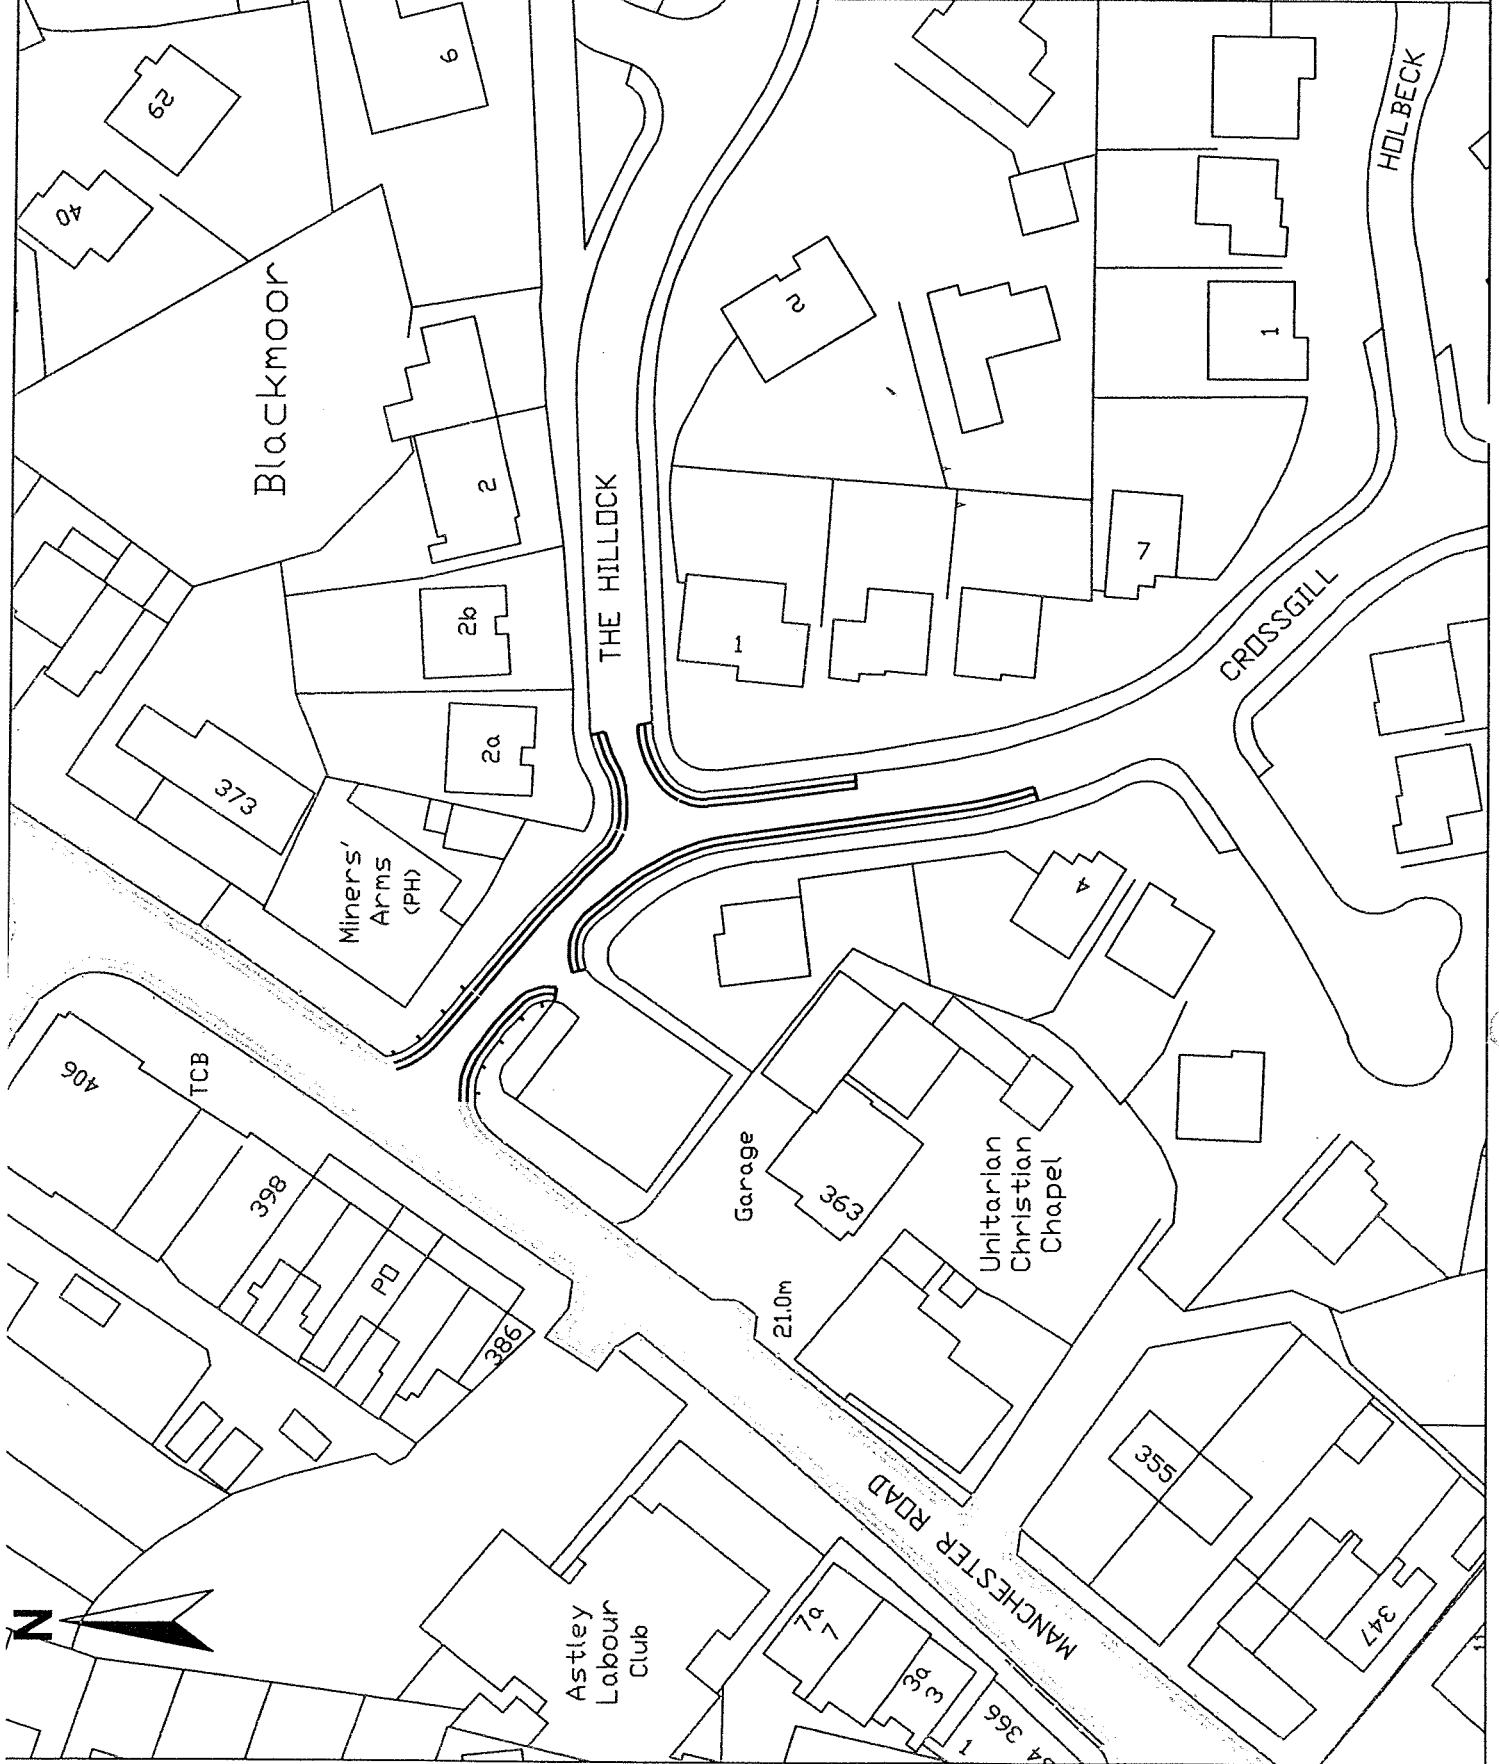 29
40
6
Blackmoor
2
2
HOLBECK
1
THE HILLOCK
2b
1
7
CROSSGILL
2a
373
Miners'
Arms
(PH)
4
406
TCB
398
PO
386
Garage
363
Unitarian
Christian
Chapel
21.0m
355
347
MANCHESTER ROAD
N
Astley
Labour
Club
7a
7
3a
3
1
366